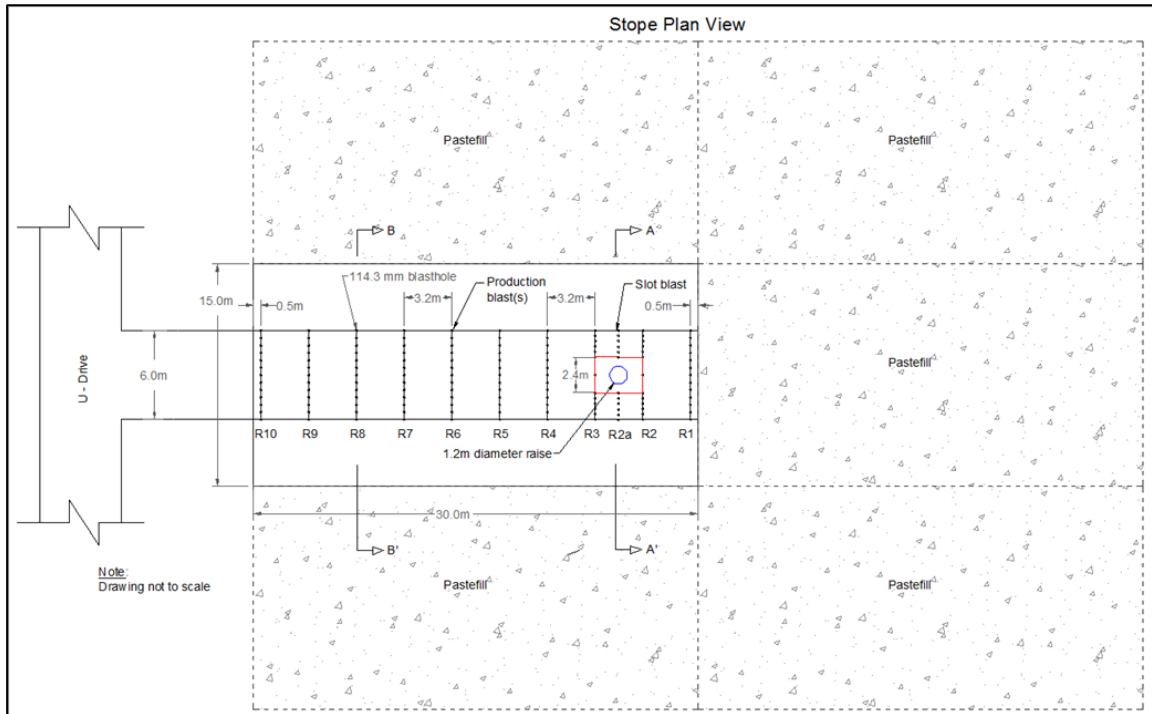 Stope Plan View
Pastefill
Pastefill
B
A
114.3 mm blasthole
Production
blast(s)
Slot blast
15.0m
0.5m
3.2m
3.2m
0.5m
U - Drive
6.0m
2.4m
Pastefill
R10
R9
R8
R7
R6
R5
R4
R3
R2a
R2
R1
1.2m diameter raise
30.0m
B'
A'
Note:
Drawing not to scale
Pastefill
Pastefill